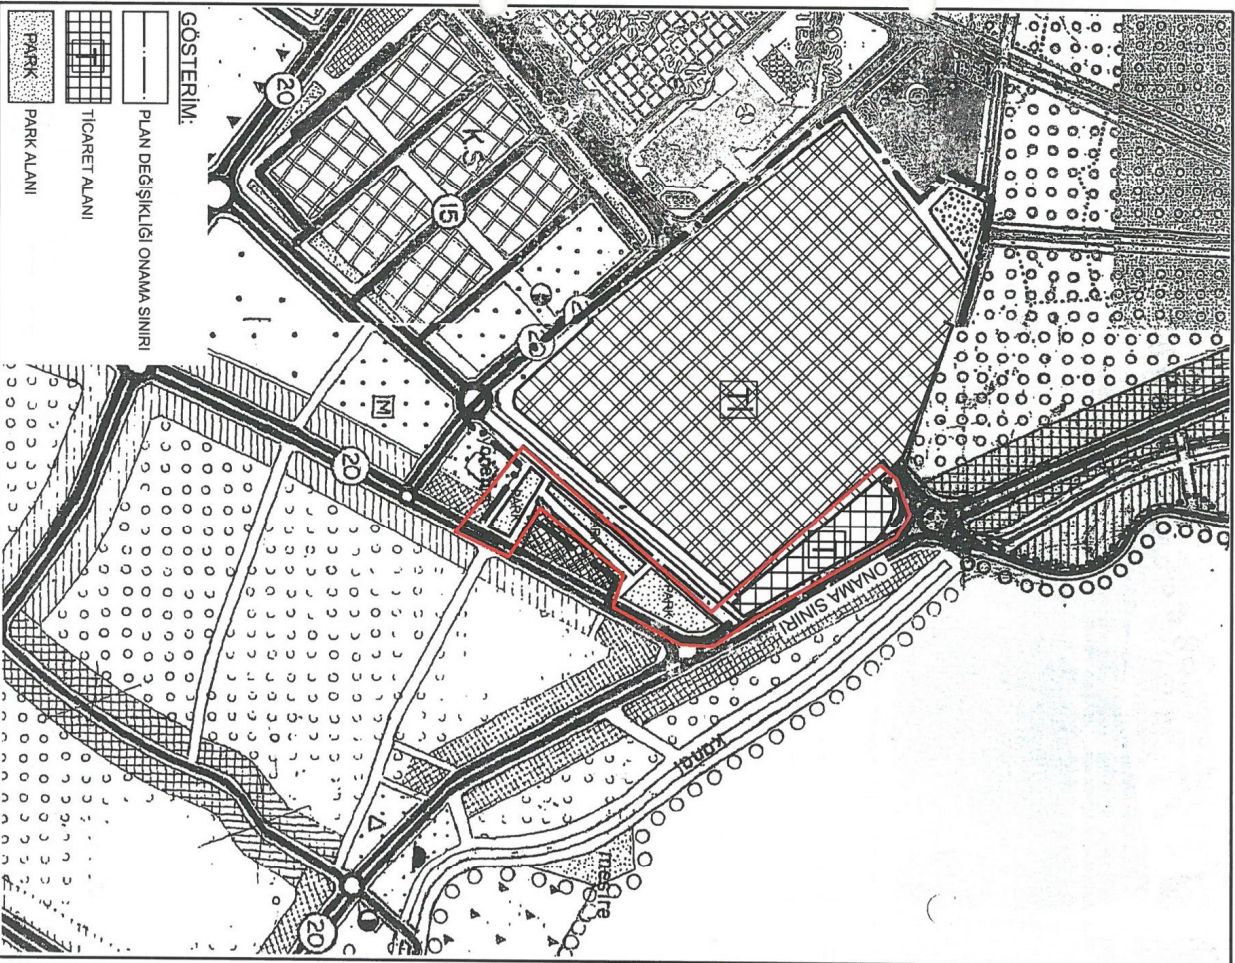 GÖSTERİM:
PLAN DEĞİŞİKLİĞİ ONAMA SINIRI
T
TİCARET ALANI
PARK
PARK ALANI
20
K.S
15
20
Tİ
M
20
PARK
T
ONAMA SINIRI
kanal
mesire
20